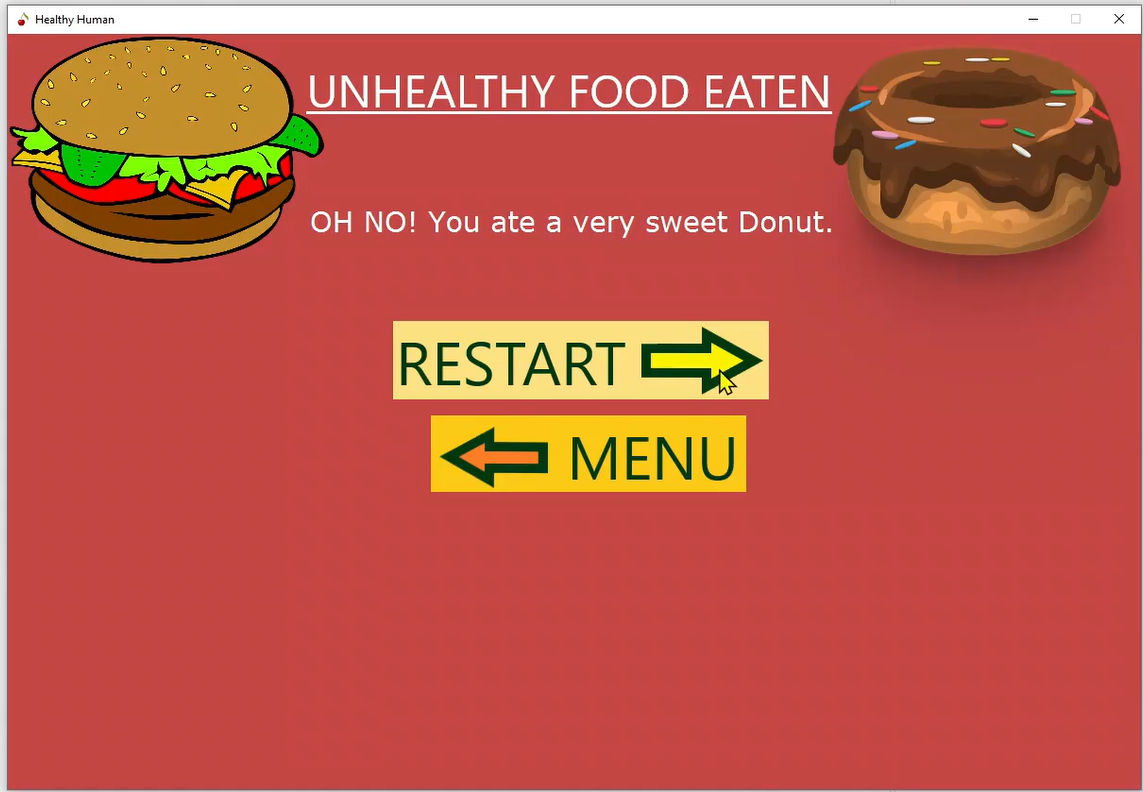 Healthy Human
UNHEALTHY FOOD EATEN
OH NO! You ate a very sweet Donut.
RESTART
MENU